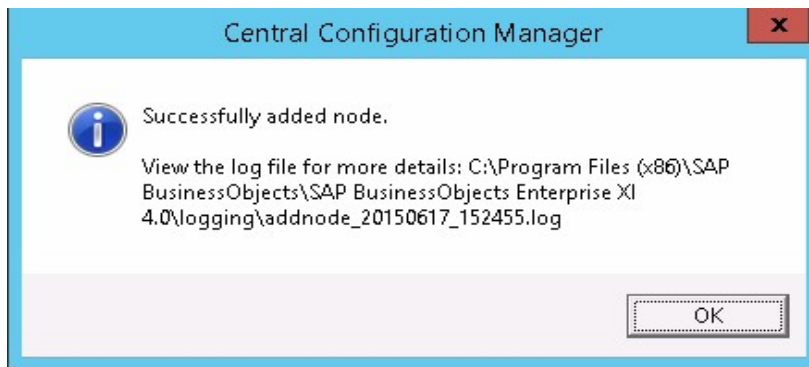 Central Configuration Manager
x
Successfully added node.
View the log file for more details: C:\Program Files (x86)\SAP
BusinessObjects\SAP BusinessObjects Enterprise XI
4.0\logging\addnode_20150617_152455.log
OK